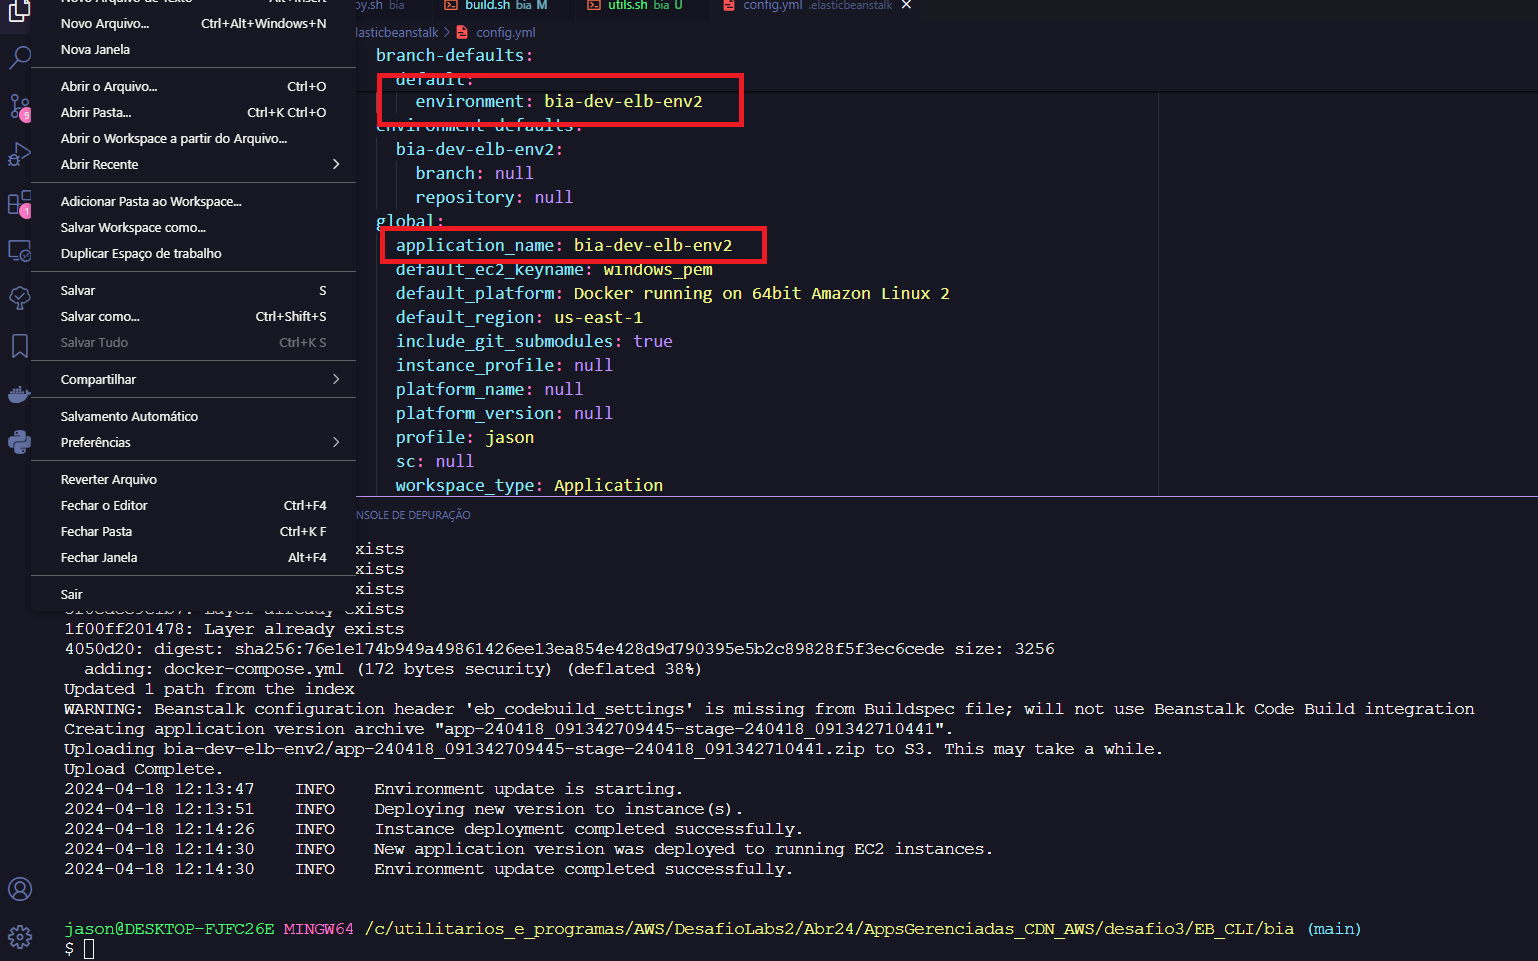 Novo Arquivo de Texto Alt+Insert
Novo Arquivo... Ctrl+Alt+Windows+N
Nova Janela
Abrir o Arquivo... Ctrl+O
Abrir Pasta... Ctrl+K Ctrl+O
Abrir o Workspace a partir do Arquivo...
Abrir Recente
Adicionar Pasta ao Workspace...
Salvar Workspace como...
Duplicar Espaço de trabalho
Salvar S
Salvar como... Ctrl+Shift+S
Salvar Tudo Ctrl+K S
Compartilhar
Salvamento Automático
Preferências
Reverter Arquivo
Fechar o Editor Ctrl+F4
Fechar Pasta Ctrl+K F
Fechar Janela Alt+F4
Sair
9
1
oy.sh bia
build.sh bia M
utils.sh bia U
config.yml .elasticbeanstalk
lasticbeanstalk > config.yml
branch-defaults:
default:
environment: bia-dev-elb-env2
environment-defaults:
bia-dev-elb-env2:
branch: null
repository: null
global:
application_name: bia-dev-elb-env2
default_ec2_keyname: windows_pem
default_platform: Docker running on 64bit Amazon Linux 2
default_region: us-east-1
include_git_submodules: true
instance_profile: null
platform_name: null
platform_version: null
profile: jason
sc: null
workspace_type: Application
NSOLE DE DEPURAÇÃO
xists
xists
xists
Layer already exists
1f00ff201478: Layer already exists
4050d20: digest: sha256:76e1e174b949a49861426ee13ea854e428d9d790395e5b2c89828f5f3ec6cede size: 3256
adding: docker-compose.yml (172 bytes security) (deflated 38%)
Updated 1 path from the index
WARNING: Beanstalk configuration header 'eb_codebuild_settings' is missing from Buildspec file; will not use Beanstalk Code Build integration
Creating application version archive "app-240418_091342709445-stage-240418_091342710441".
Uploading bia-dev-elb-env2/app-240418_091342709445-stage-240418_091342710441.zip to S3. This may take a while.
Upload Complete.
2024-04-18 12:13:47 INFO Environment update is starting.
2024-04-18 12:13:51 INFO Deploying new version to instance(s).
2024-04-18 12:14:26 INFO Instance deployment completed successfully.
2024-04-18 12:14:30 INFO New application version was deployed to running EC2 instances.
2024-04-18 12:14:30 INFO Environment update completed successfully.
jason@DESKTOP-FJFC26E MINGW64 /c/utilitarios_e_programas/AWS/DesafioLabs2/Abr24/AppsGerenciadas_CDN_AWS/desafio3/EB_CLI/bia (main)
$